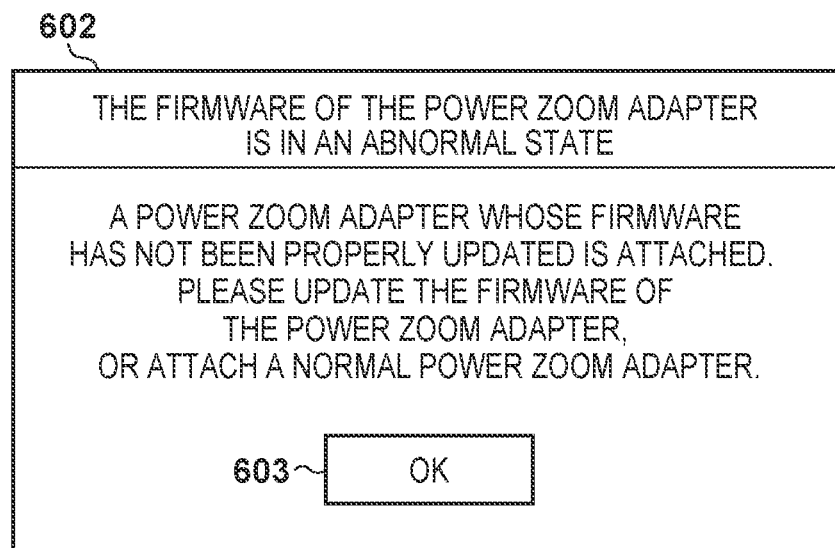 602
THE FIRMWARE OF THE POWER ZOOM ADAPTER
IS IN AN ABNORMAL STATE
A POWER ZOOM ADAPTER WHOSE FIRMWARE
HAS NOT BEEN PROPERLY UPDATED IS ATTACHED.
PLEASE UPDATE THE FIRMWARE OF
THE POWER ZOOM ADAPTER,
OR ATTACH A NORMAL POWER ZOOM ADAPTER.
603 OK